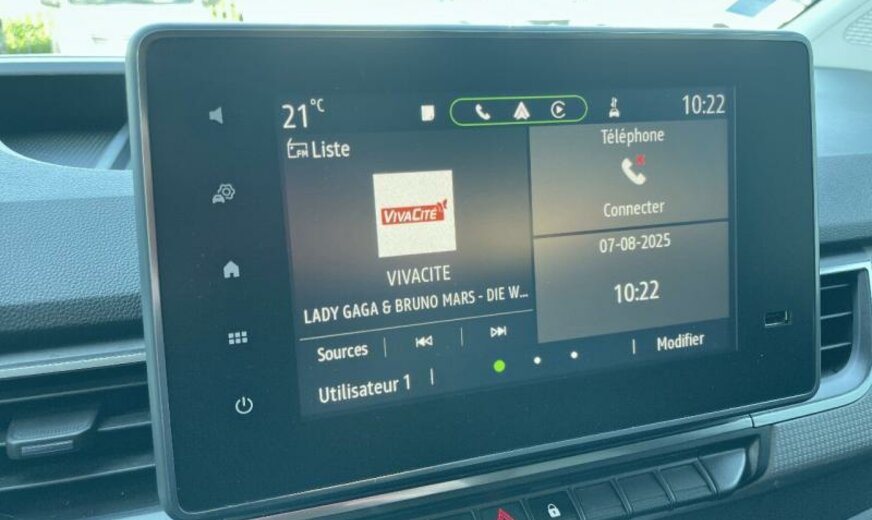 21°C
10:22
FM Liste
VIVACITÉ
VIVACITE
LADY GAGA & BRUNO MARS - DIE W...
Sources
Utilisateur 1
Téléphone
Connecter
07-08-2025
10:22
Modifier